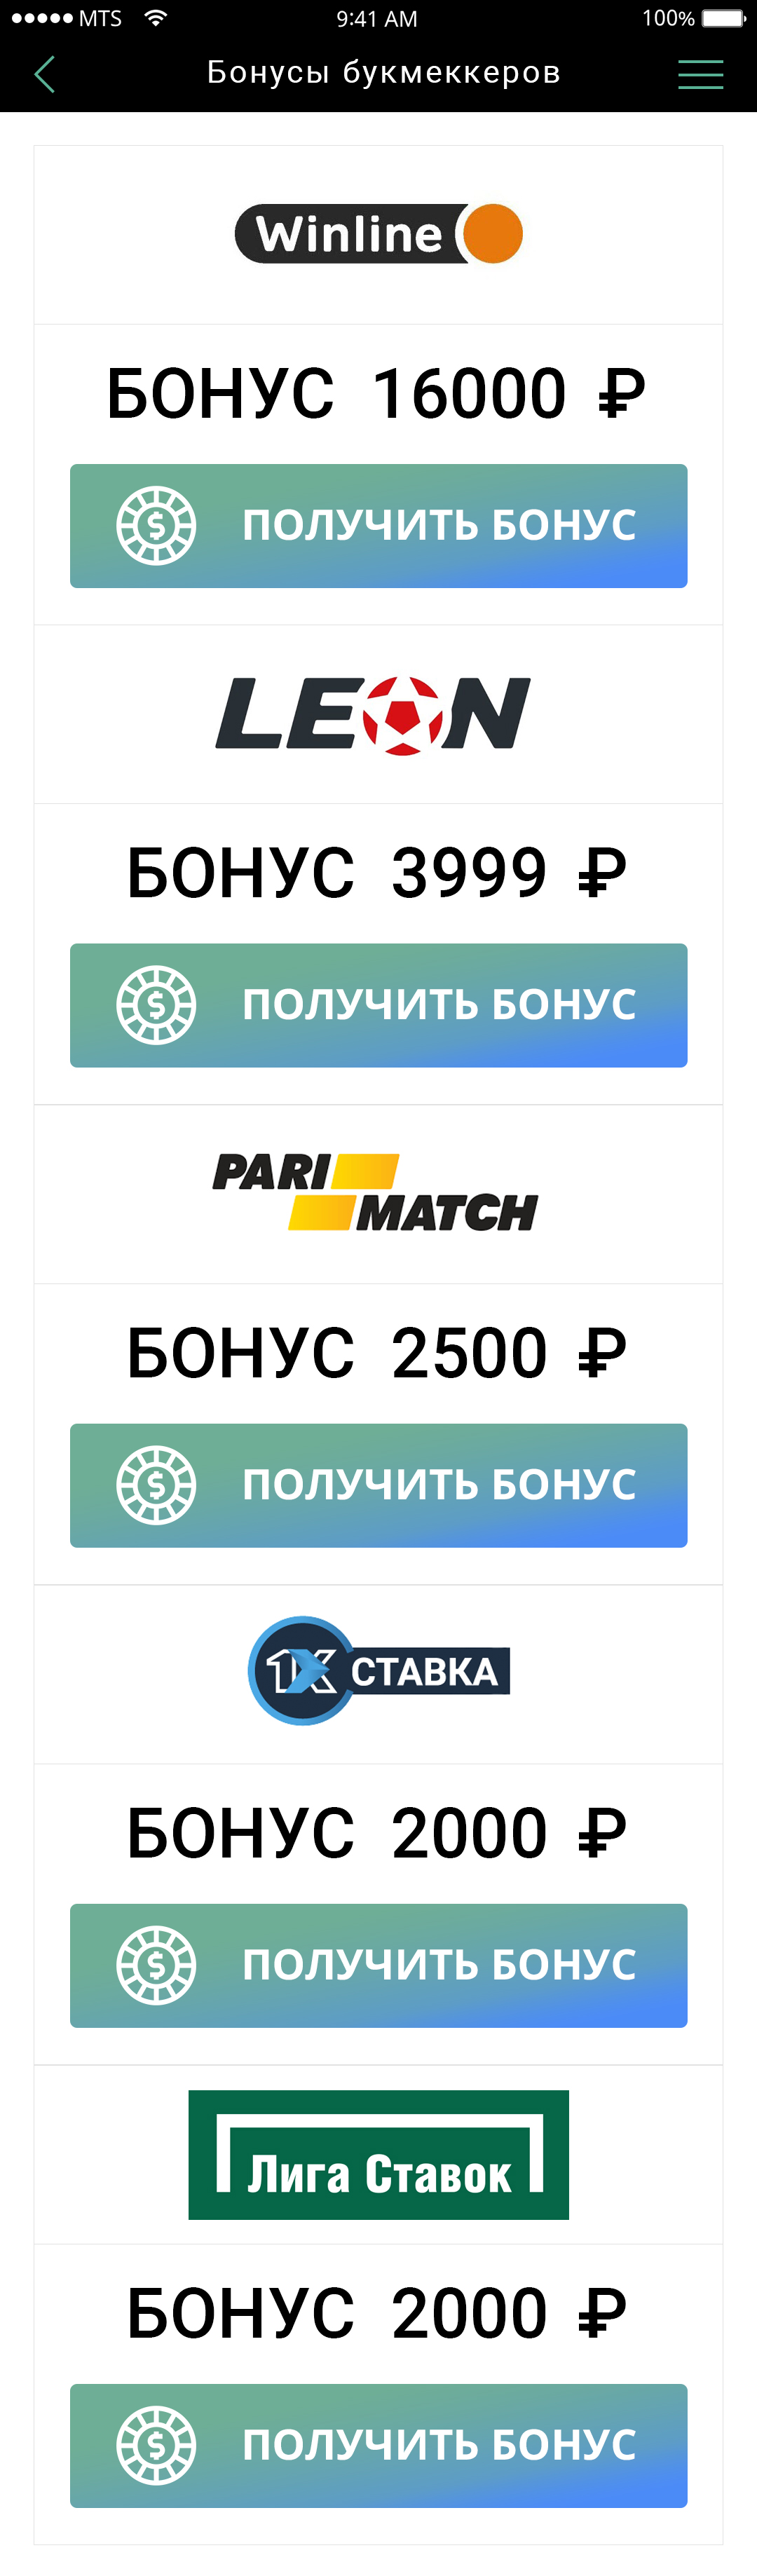 MTS 9:41 AM 100%
Бонусы букмеккеров
Winline
БОНУС 16000 ₽
ПОЛУЧИТЬ БОНУС
LEON
БОНУС 3999 ₽
ПОЛУЧИТЬ БОНУС
PARI
MATCH
БОНУС 2500 ₽
ПОЛУЧИТЬ БОНУС
1X СТАВКА
БОНУС 2000 ₽
ПОЛУЧИТЬ БОНУС
Лига Ставок
БОНУС 2000 ₽
ПОЛУЧИТЬ БОНУС